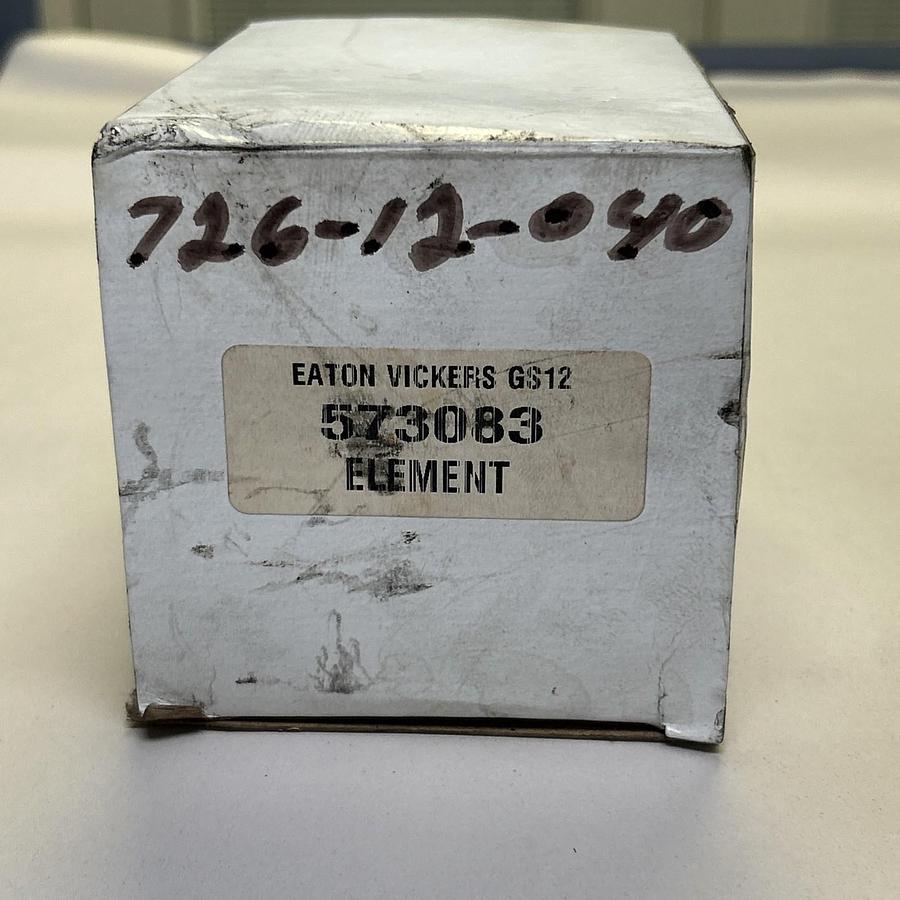 726-12-040
EATON VICKERS GS12
573083
ELEMENT